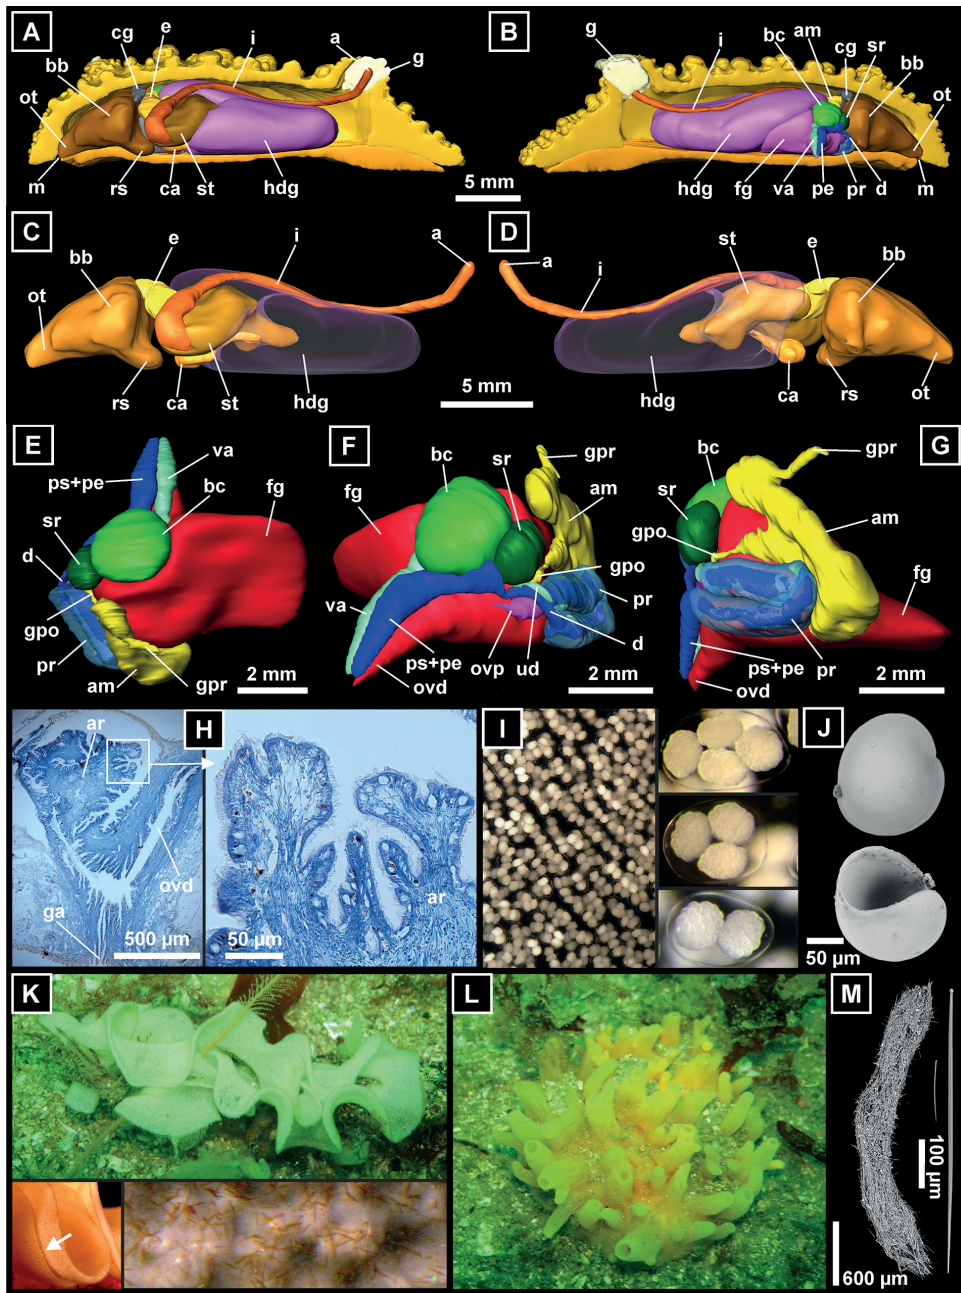 A
cg e i a g
bb
ot
m rs ca st hdg
5 mm
B
g i bc am cg sr bb ot
hdg fg va pe pr d m
C
bb e i a
ot
rs ca st hdg
5 mm
D
a i st e bb
hdg ca rs ot
E
va
ps+pe
bc fg
sr
d
gpo
pr
am gpr
2 mm
F
bc sr gpr
fg am
gpo
va pr
d
ps+pe ovp ud
ovd
2 mm
G
bc gpr
sr
am
gpo
fg
ps+pe pr
ovd
2 mm
H
ar
ovd
ga
500 µm
ar
50 µm
I
J
50 µm
K
L
M
100 µm
600 µm